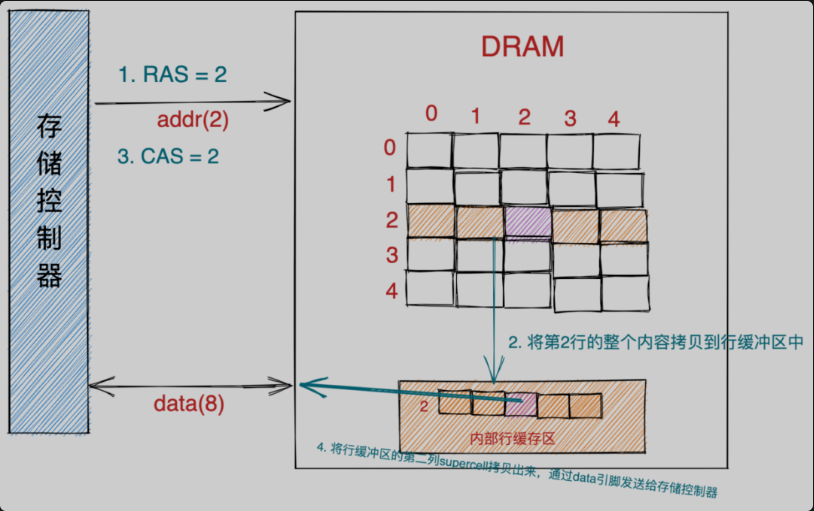 DRAM
1. RAS = 2
addr(2)
3. CAS = 2
存储控制器
0 1 2 3 4
0
1
2
3
4
2. 将第2行的整个内容拷贝到行缓冲区中
data(8)
2
内部行缓存区
4. 将行缓冲区的第二列supercell拷贝出来，通过data引脚发送给存储控制器